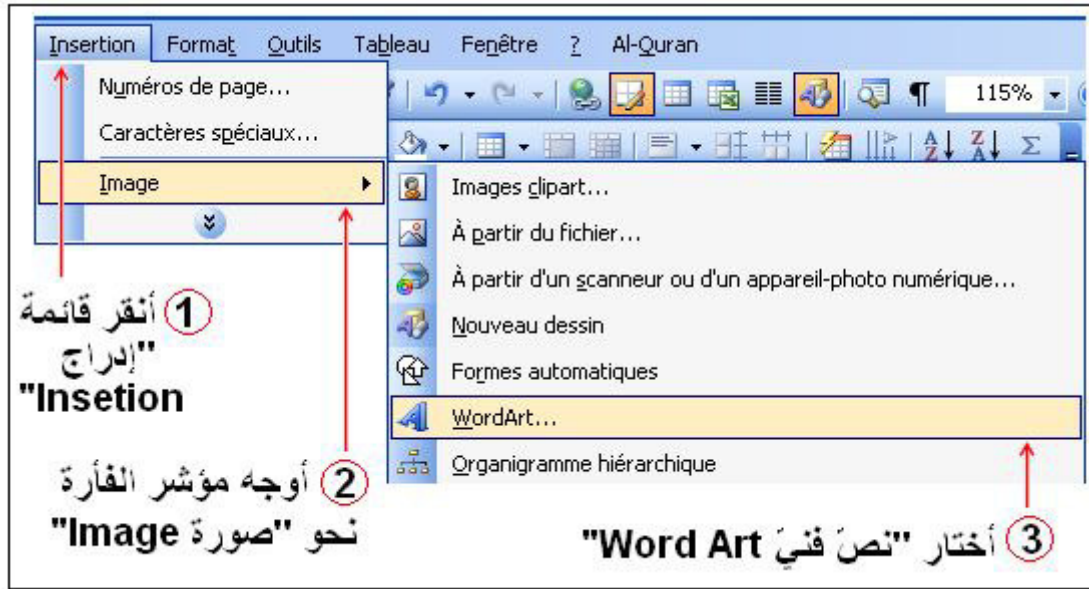 Insertion Format Outils Tableau Fenêtre ? Al-Quran
Numéros de page...
115%
Caractères spéciaux...
Image
Images clipart...
À partir du fichier...
À partir d'un scanneur ou d'un appareil-photo numérique...
Nouveau dessin
Formes automatiques
WordArt...
Organigramme hiérarchique
1 أنقر قائمة
"إدراج
Insetion"
2 أوجه مؤشر الفأرة
نحو "صورة Image"
3 أختار "نصّ فنيّ Word Art"